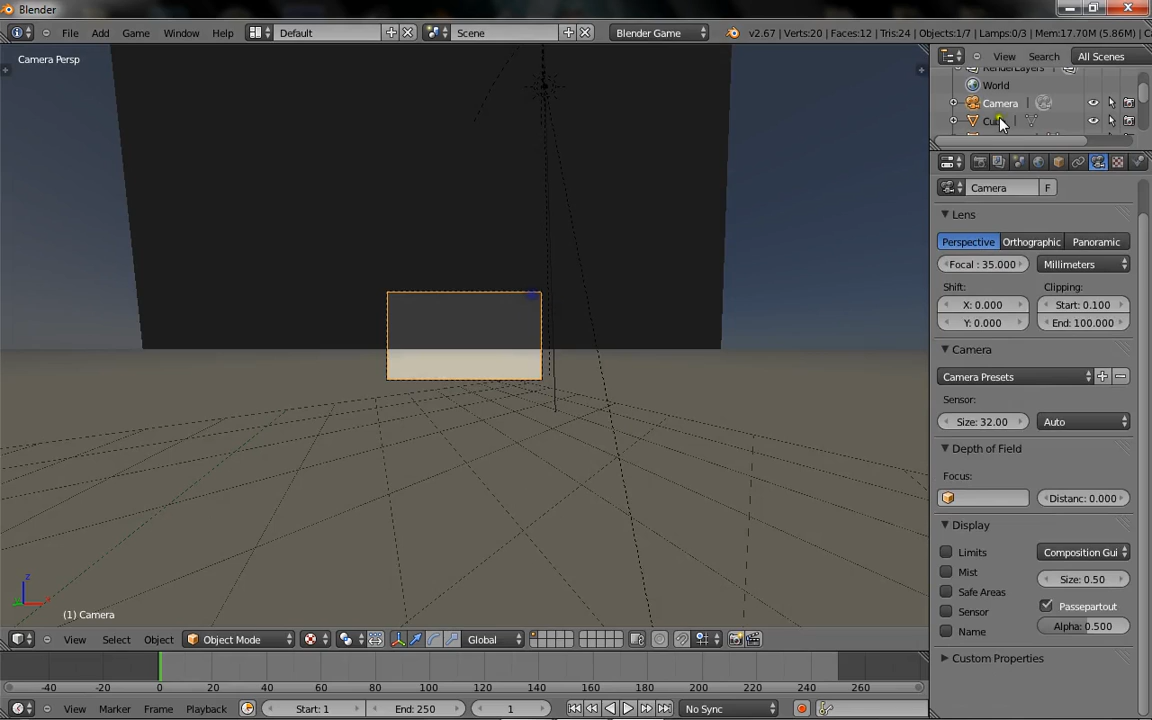 Blender
File Add Game Window Help Default Scene Blender Game v2.67 | Verts:20 | Faces:12 | Tris:24 | Objects:1/7 | Lamps:0/3 | Mem:17.70M (5.86M) | Ca
Camera Persp
View Search All Scenes
RenderLayers
World
Camera
Camera F
Lens
Perspective Orthographic Panoramic
Focal : 35.000 Millimeters
Shift: Clipping:
X: 0.000 Start: 0.100
Y: 0.000 End: 100.000
Camera
Camera Presets
Sensor:
Size: 32.00 Auto
Depth of Field
Focus:
Distanc: 0.000
Display
Limits Composition Gui
Mist Size: 0.50
Safe Areas
Sensor Passepartout
Name Alpha: 0.500
Custom Properties
z
(1) Camera
View Select Object Object Mode Global
-40 -20 0 20 40 60 80 100 120 140 160 180 200 220 240 260
View Marker Frame Playback Start: 1 End: 250 1 No Sync